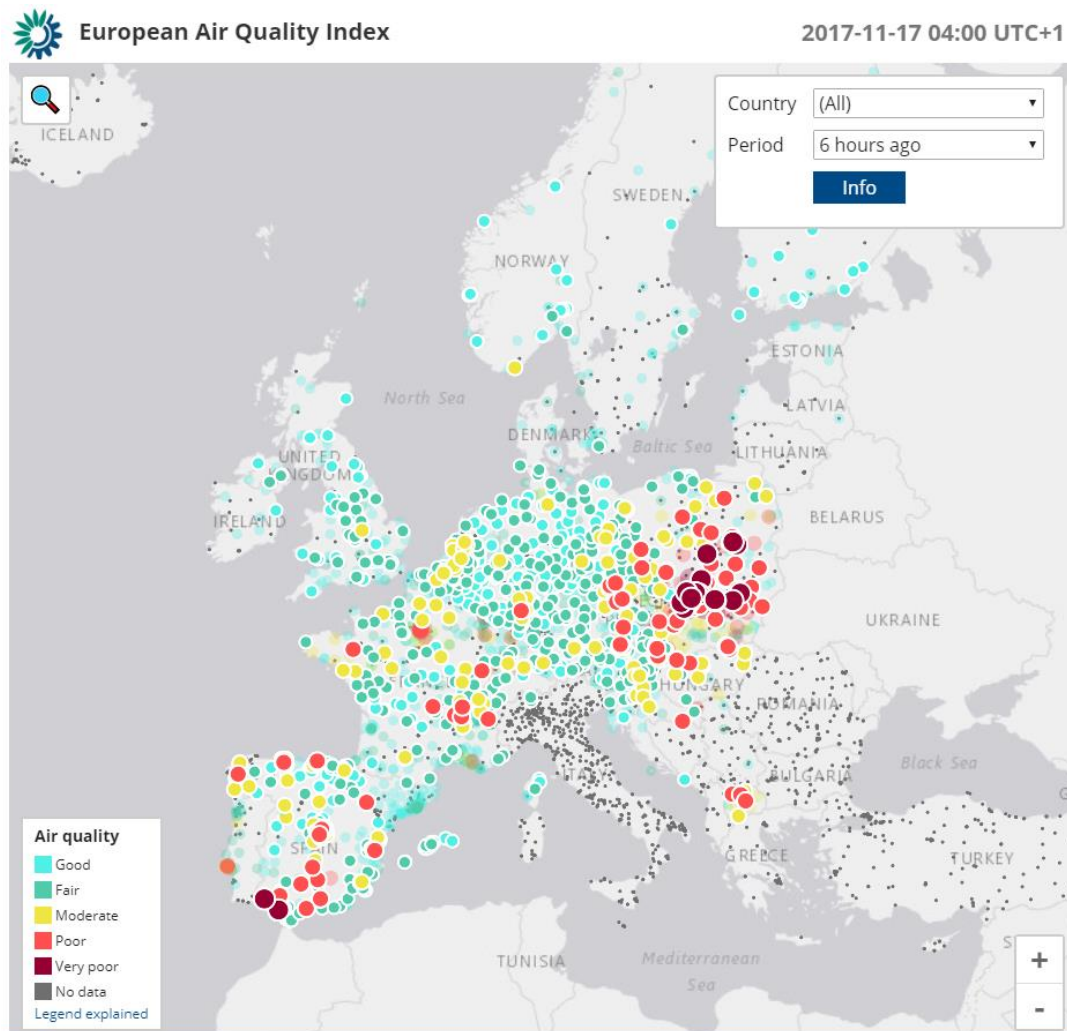 European Air Quality Index
2017-11-17 04:00 UTC+1
Country (All)
Period 6 hours ago
Info
ICELAND
SWEDEN
NORWAY
ESTONIA
North Sea
LATVIA
DENMARK
Baltic Sea
LITHUANIA
UNITED
KINGDOM
IRELAND
BELARUS
UKRAINE
HUNGARY
ROMANIA
Black Sea
ITALY
BULGARIA
SPAIN
GREECE
TURKEY
TUNISIA
Mediterranean
Sea
Air quality
Good
Fair
Moderate
Poor
Very poor
No data
Legend explained
+
-